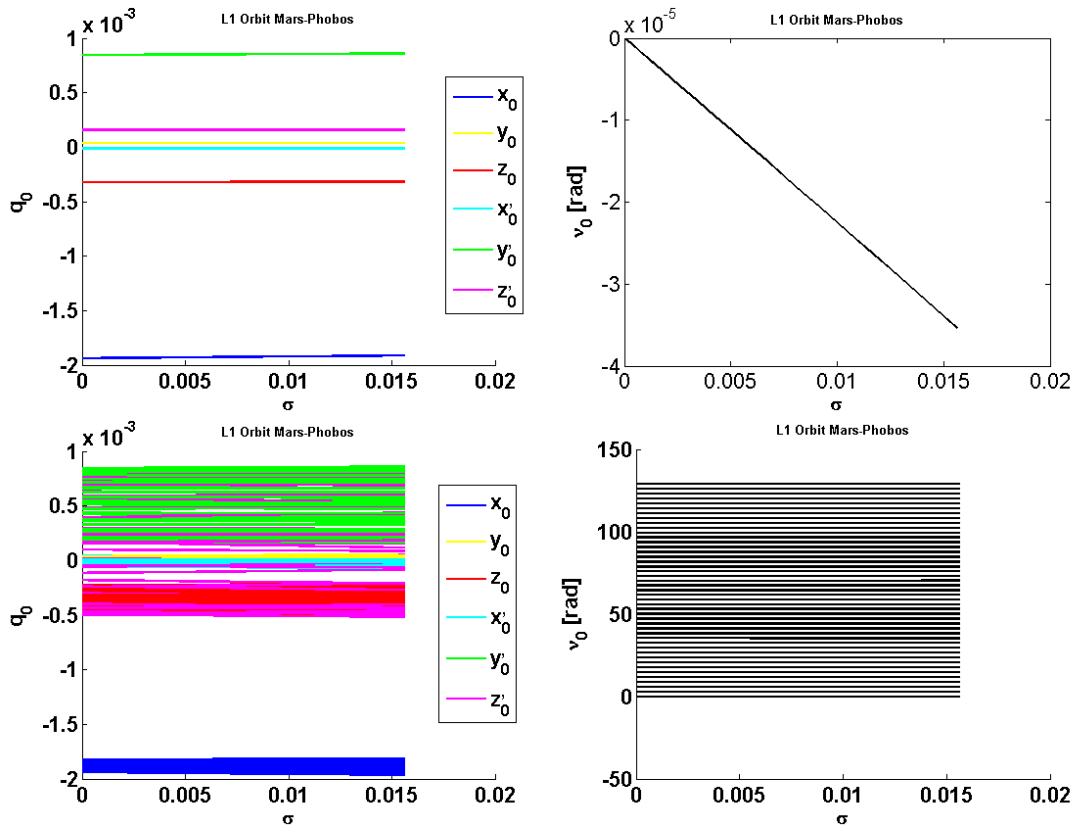 L1 Orbit Mars-Phobos
x 10⁻³
1
0.5
0
-0.5
-1
-1.5
-2
q₀
0 0.005 0.01 0.015 0.02
σ
x₀
y₀
z₀
x'₀
y'₀
z'₀
L1 Orbit Mars-Phobos
x 10⁻⁵
0
-1
-2
-3
-4
ν₀ [rad]
0 0.005 0.01 0.015 0.02
σ
L1 Orbit Mars-Phobos
x 10⁻³
1
0.5
0
-0.5
-1
-1.5
-2
q₀
0 0.005 0.01 0.015 0.02
σ
x₀
y₀
z₀
x'₀
y'₀
z'₀
L1 Orbit Mars-Phobos
150
100
50
0
-50
ν₀ [rad]
0 0.005 0.01 0.015 0.02
σ